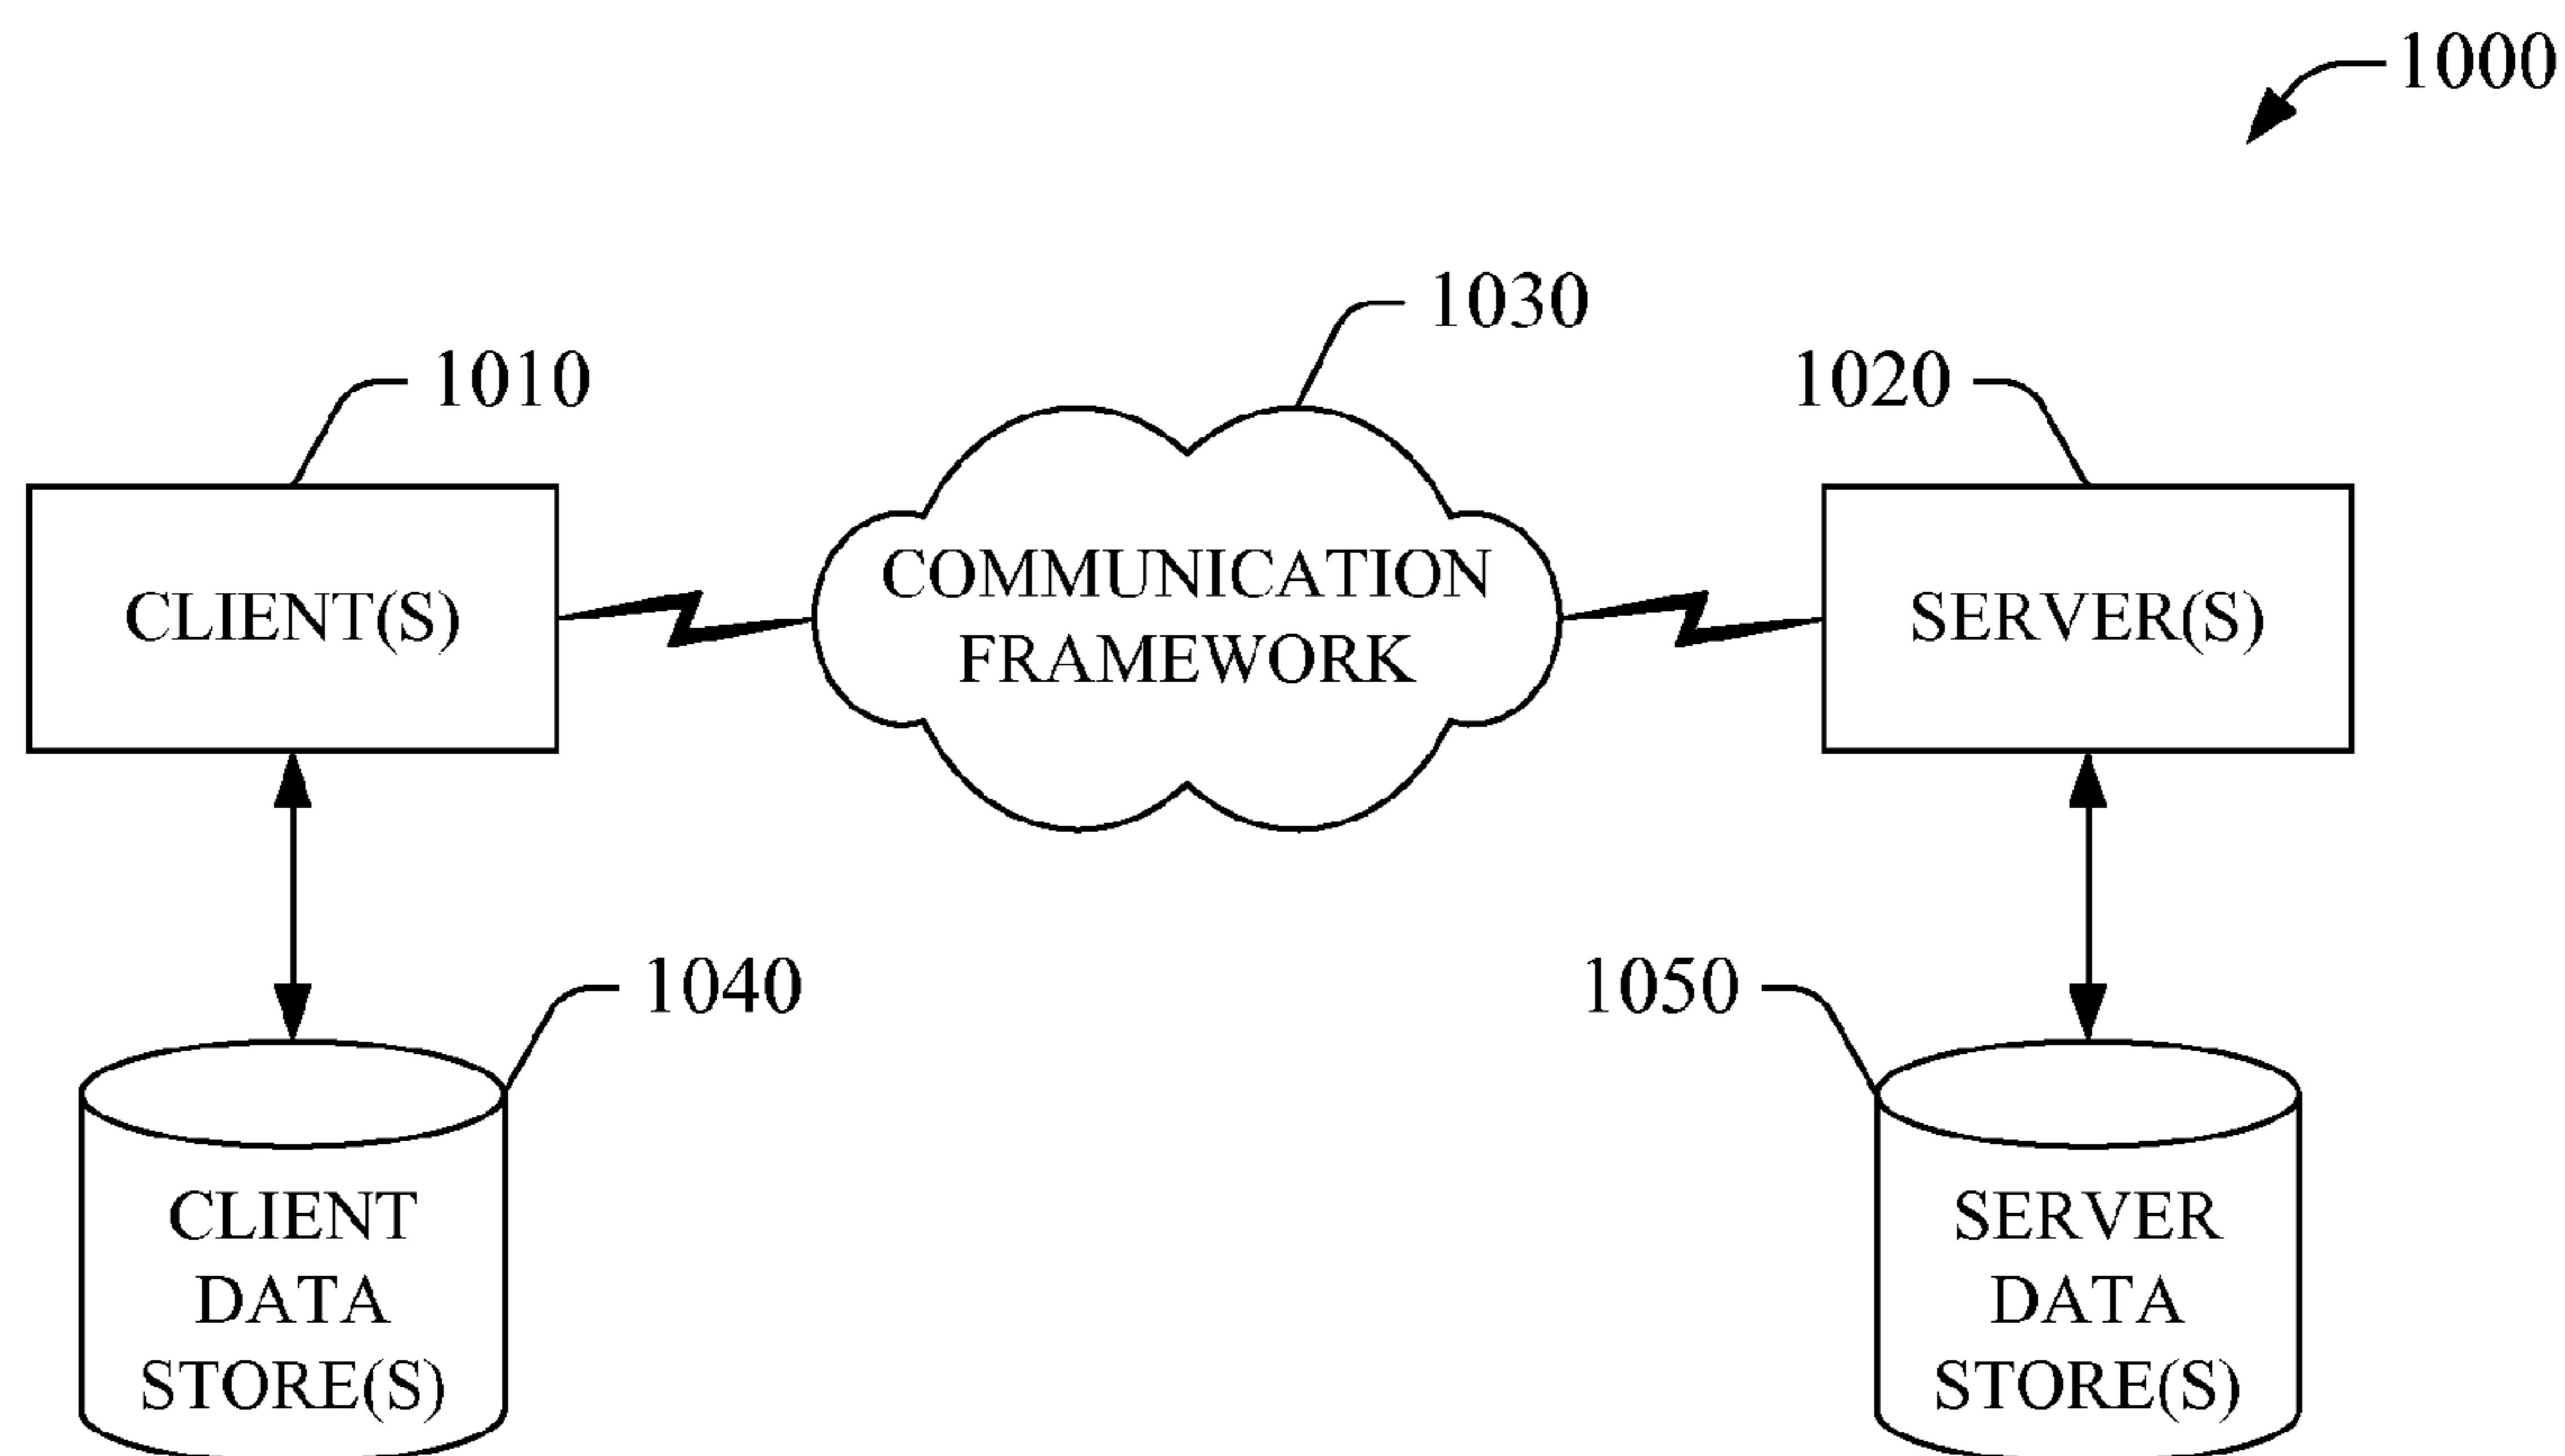 1000
1030
1010
1020
CLIENT(S)
COMMUNICATION
FRAMEWORK
SERVER(S)
1040
1050
CLIENT
DATA
STORE(S)
SERVER
DATA
STORE(S)